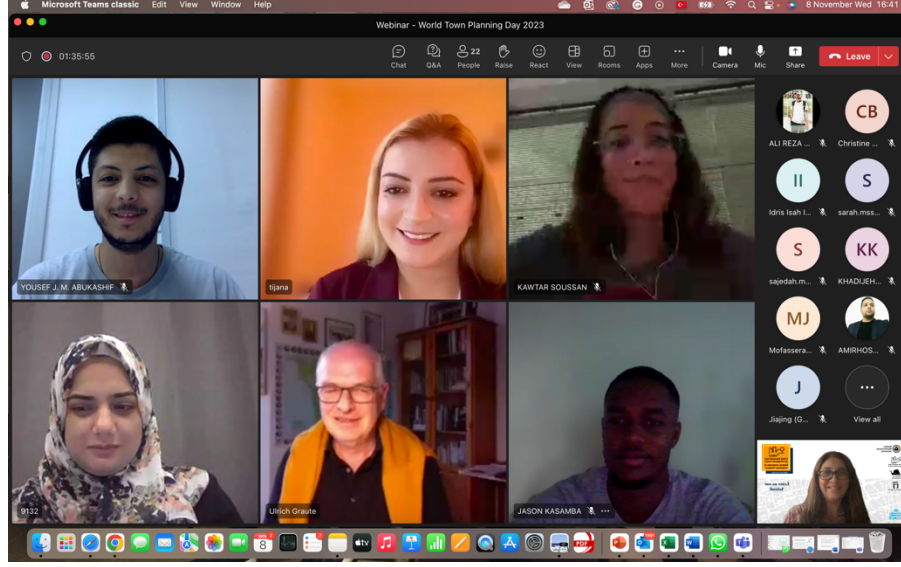 Microsoft Teams classic Edit View Window Help 8 November Wed 16:41
Webinar - World Town Planning Day 2023
01:35:55 Chat Q&A 22 People Raise React View Rooms Apps More Camera Mic Share Leave
YOUSEF J. M. ABUKASHIF
tijana
KAWTAR SOUSSAN
9132
Ulrich Graute
JASON KASAMBA
CB
ALI REZA ... Christine ...
II S
Idris Isah I... sarah.mss...
S KK
sajedah.m... KHADIJEH...
MJ
Mofassera... AMIRHOS...
J
Jiajing (G... View all
8
tv
PDF